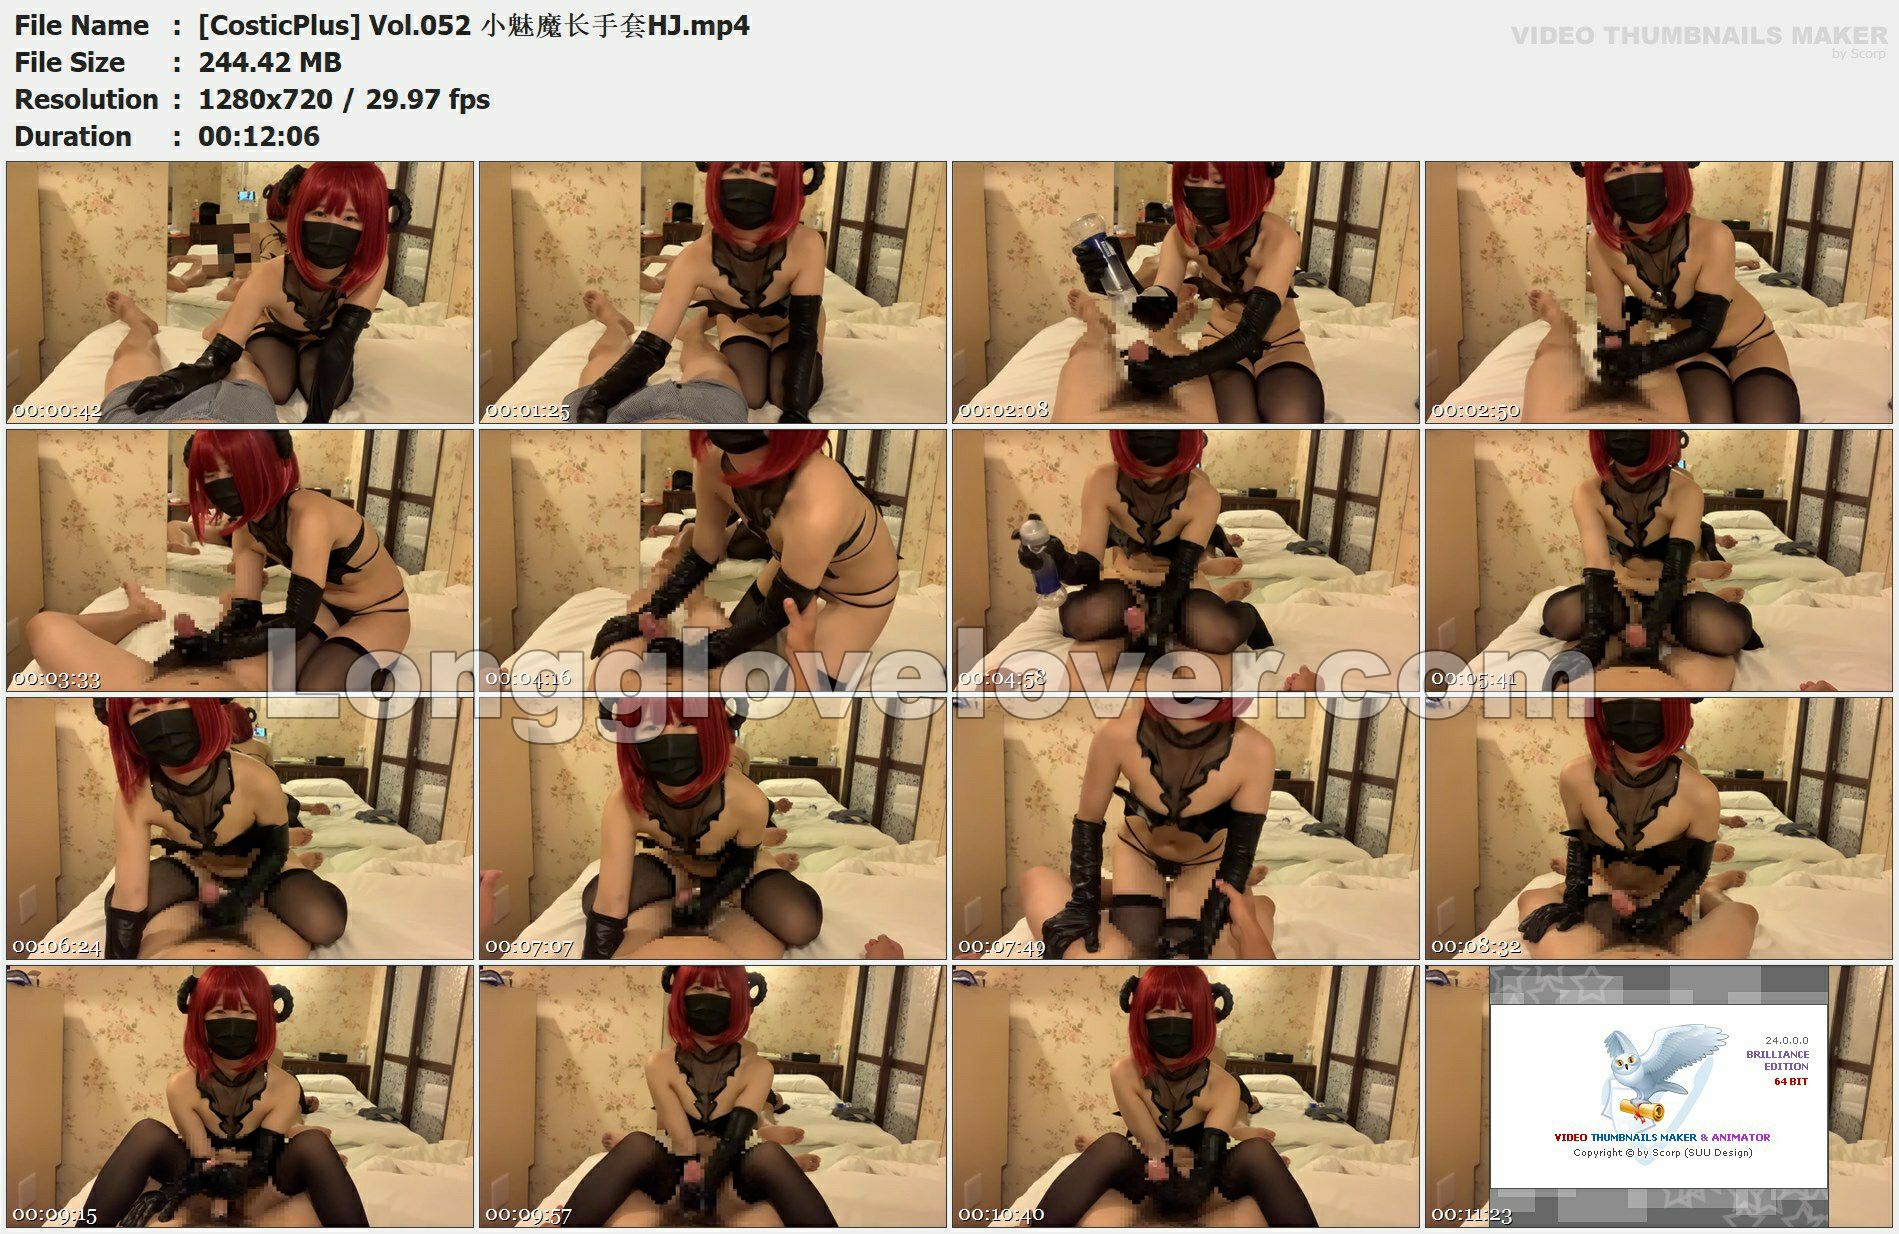 File Name : [CosticPlus] Vol.052 小魅魔长手套HJ.mp4
File Size : 244.42 MB
Resolution : 1280x720 / 29.97 fps
Duration : 00:12:06
VIDEO THUMBNAILS MAKER
by Scorp
00:00:42
00:01:25
00:02:08
00:02:50
00:03:33
00:04:16
00:04:58
00:05:41
Longglovelover.com
00:06:24
00:07:07
00:07:49
00:08:32
00:09:15
00:09:57
00:10:40
00:11:23
24.0.0.0
BRILLIANCE
EDITION
64 BIT
VIDEO THUMBNAILS MAKER & ANIMATOR
Copyright © by Scorp (SUU Design)